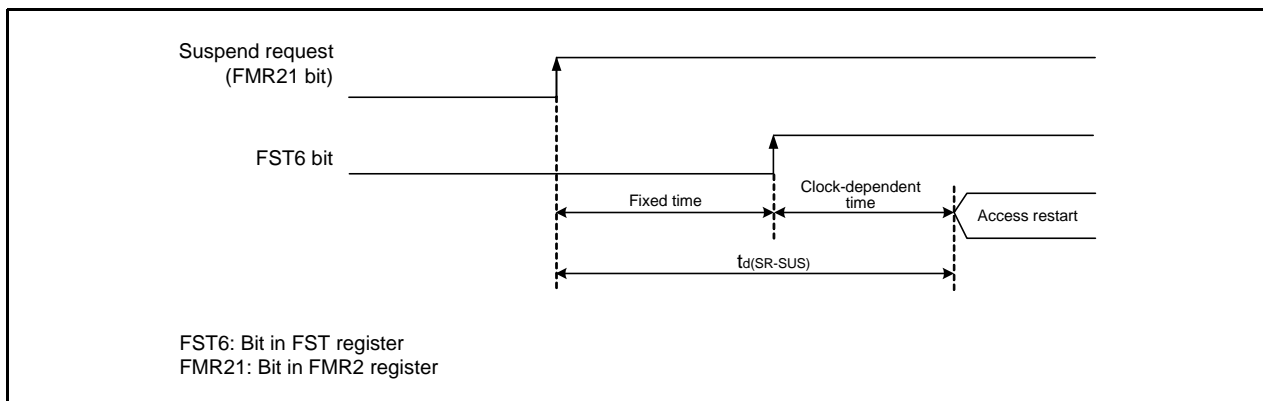 Suspend request
(FMR21 bit)
FST6 bit
Fixed time
Clock-dependent
time
Access restart
td(SR-SUS)
FST6: Bit in FST register
FMR21: Bit in FMR2 register